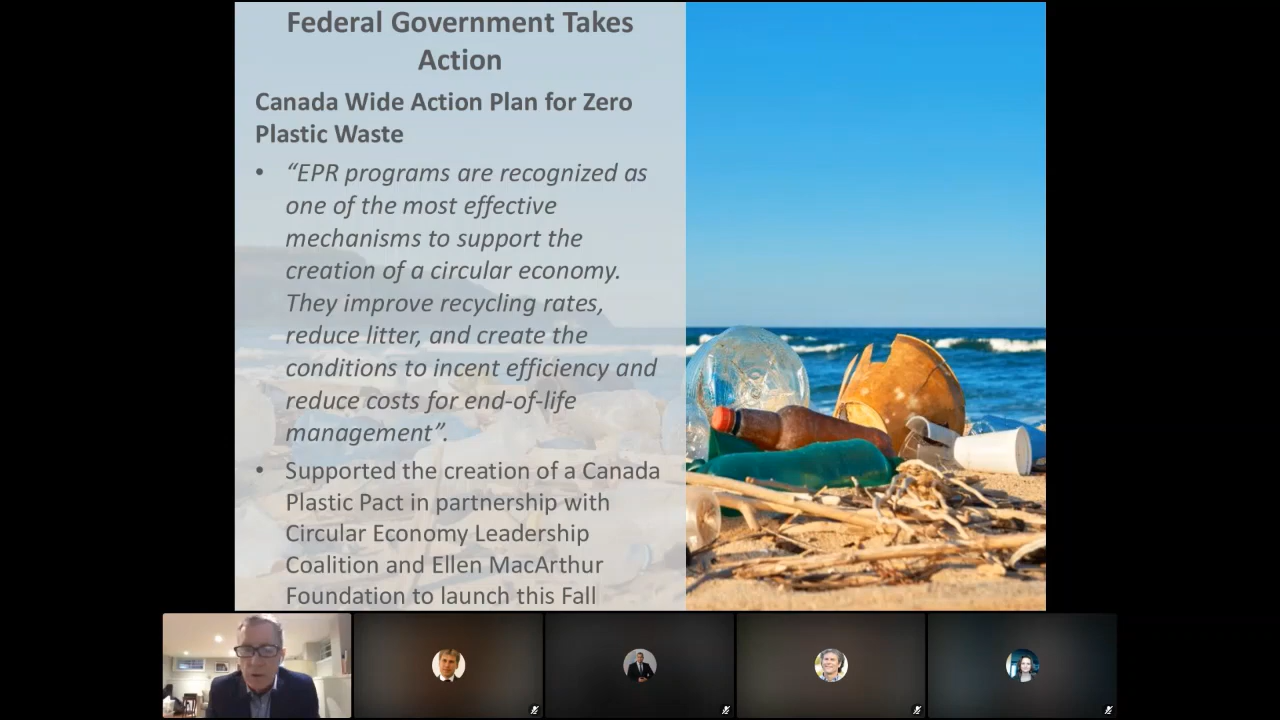 Federal Government Takes
Action
Canada Wide Action Plan for Zero
Plastic Waste
• “EPR programs are recognized as
one of the most effective
mechanisms to support the
creation of a circular economy.
They improve recycling rates,
reduce litter, and create the
conditions to incent efficiency and
reduce costs for end-of-life
management”.
• Supported the creation of a Canada
Plastic Pact in partnership with
Circular Economy Leadership
Coalition and Ellen MacArthur
Foundation to launch this Fall